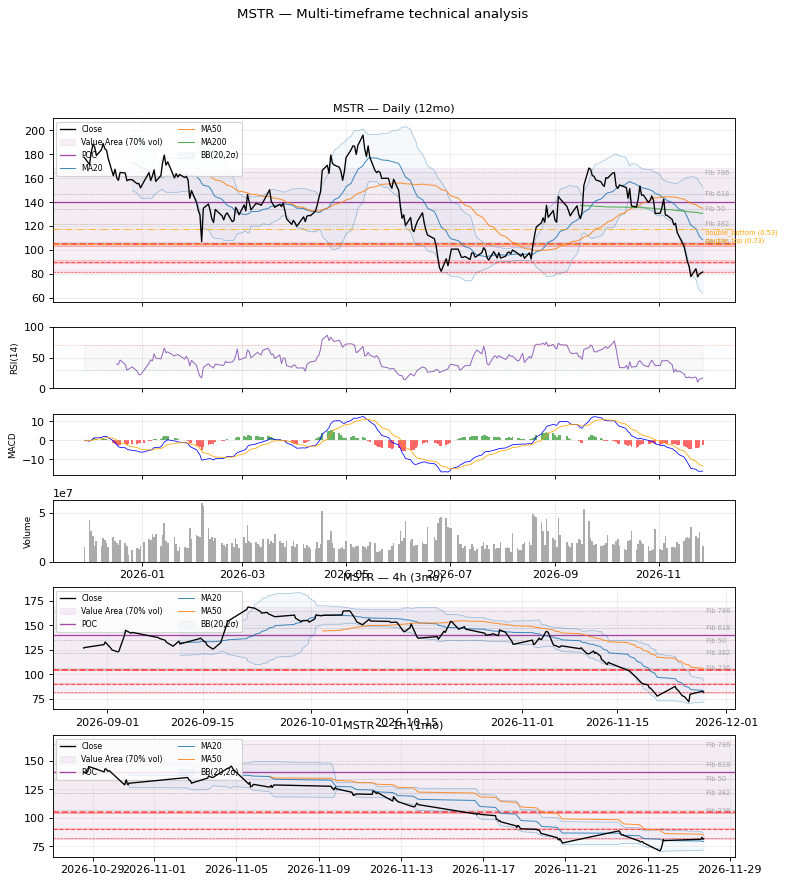 MSTR — Multi-timeframe technical analysis
MSTR — Daily (12mo)
Close
Value Area (70% vol)
POC
MA20
MA50
MA200
BB(20,2σ)
200
180
160
140
120
100
80
60
Fib 786
Fib 618
Fib 50
Fib 382
double_bottom (0.53)
double_top (0.73)
RSI(14)
100
50
0
MACD
10
0
−10
1e7
Volume
5
0
2026-01
2026-03
2026-05
2026-07
2026-09
2026-11
MSTR — 4h (3mo)
Close
Value Area (70% vol)
POC
MA20
MA50
BB(20,2σ)
175
150
125
100
75
Fib 786
Fib 618
Fib 50
Fib 382
Fib 236
2026-09-01
2026-09-15
2026-10-01
2026-10-15
2026-11-01
2026-11-15
2026-12-01
MSTR — 1h (1mo)
Close
Value Area (70% vol)
POC
MA20
MA50
BB(20,2σ)
150
125
100
75
Fib 786
Fib 618
Fib 50
Fib 382
Fib 236
2026-10-29
2026-11-01
2026-11-05
2026-11-09
2026-11-13
2026-11-17
2026-11-21
2026-11-25
2026-11-29